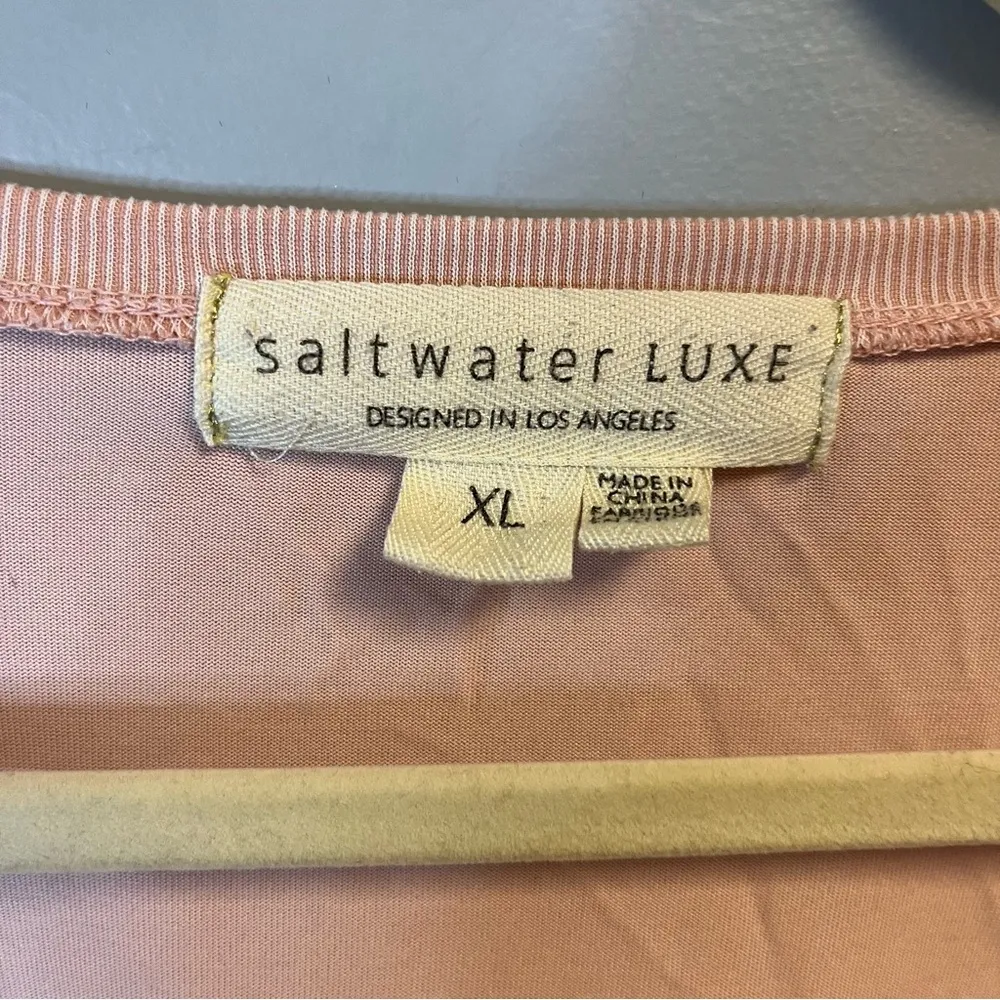 saltwater LUXE
DESIGNED IN LOS ANGELES
XL
MADE IN
CHINA